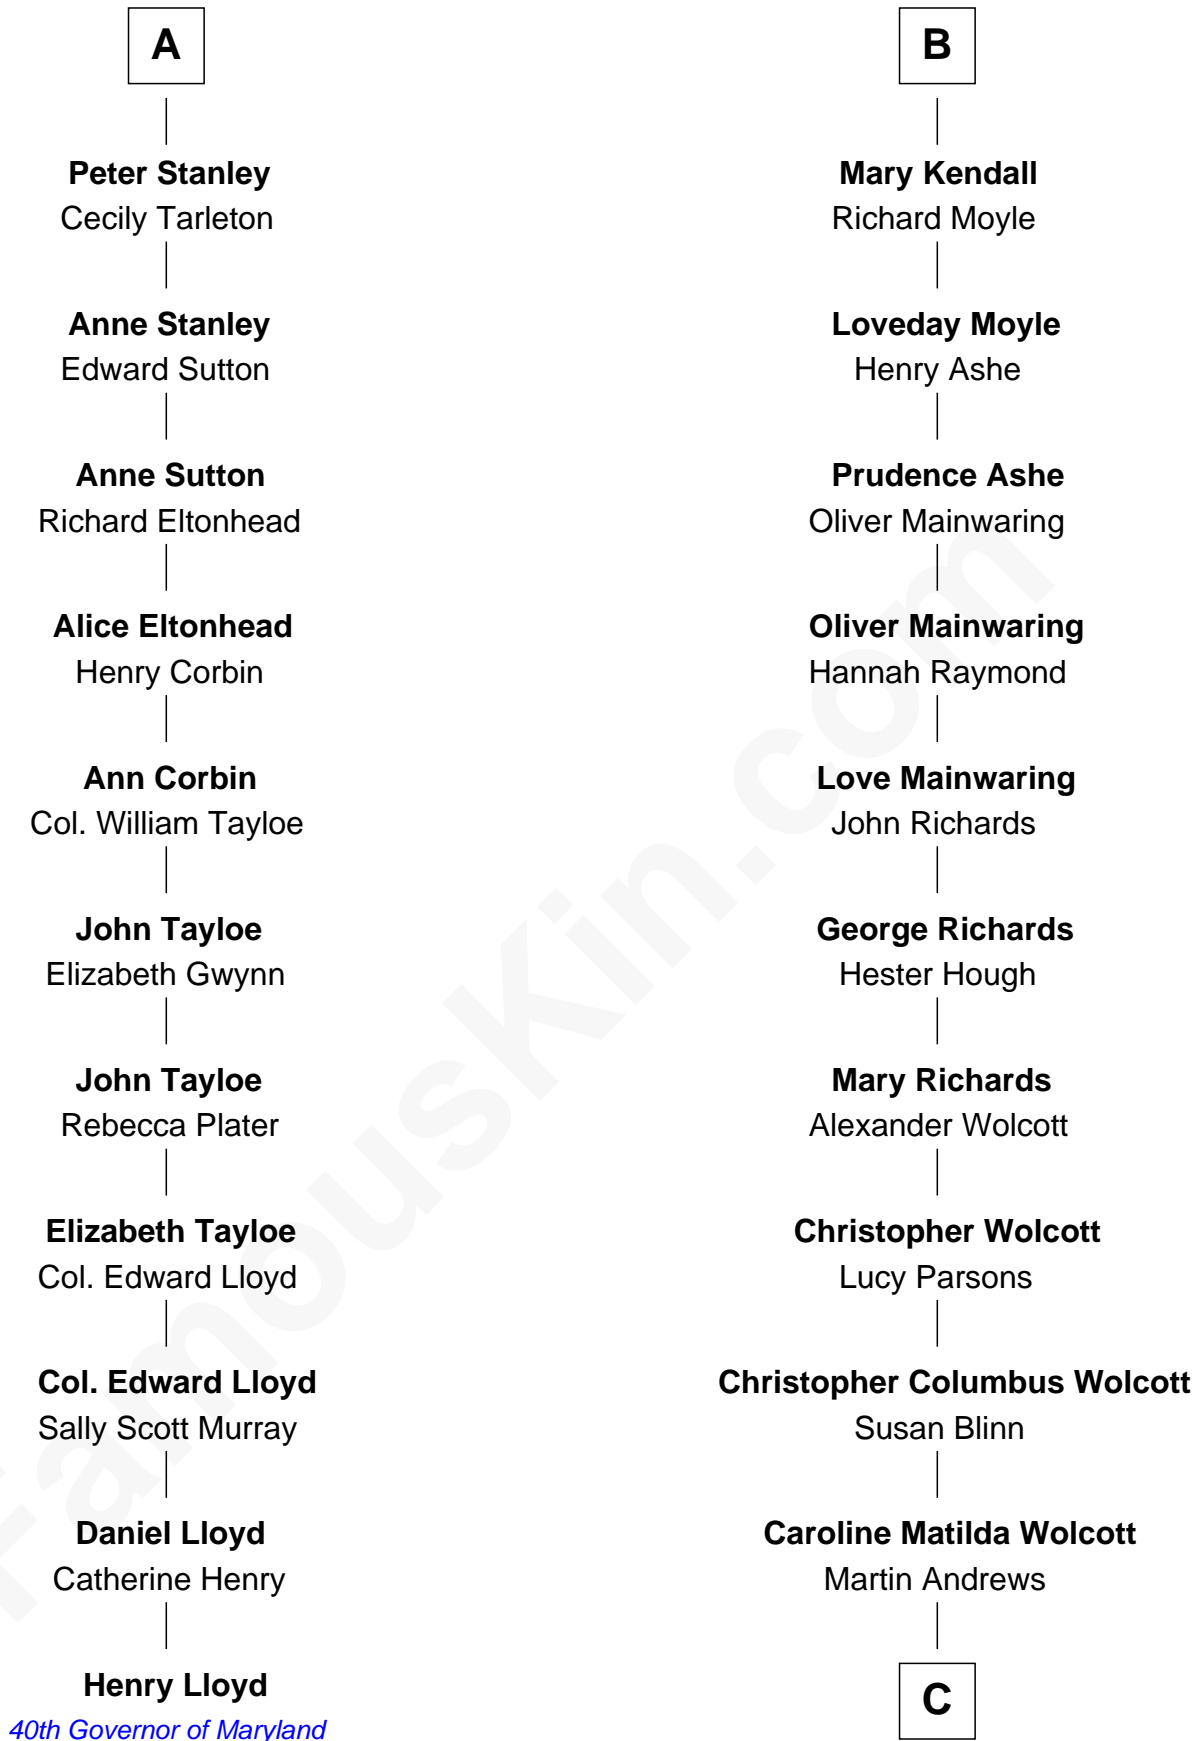 A
Peter Stanley
Cecily Tarleton
Anne Stanley
Edward Sutton
Anne Sutton
Richard Eltonhead
Alice Eltonhead
Henry Corbin
Ann Corbin
Col. William Tayloe
John Tayloe
Elizabeth Gwynn
John Tayloe
Rebecca Plater
Elizabeth Tayloe
Col. Edward Lloyd
Col. Edward Lloyd
Sally Scott Murray
Daniel Lloyd
Catherine Henry
Henry Lloyd
40th Governor of Maryland
B
Mary Kendall
Richard Moyle
Loveday Moyle
Henry Ashe
Prudence Ashe
Oliver Mainwaring
Oliver Mainwaring
Hannah Raymond
Love Mainwaring
John Richards
George Richards
Hester Hough
Mary Richards
Alexander Wolcott
Christopher Wolcott
Lucy Parsons
Christopher Columbus Wolcott
Susan Blinn
Caroline Matilda Wolcott
Martin Andrews
C
FamousKin.com